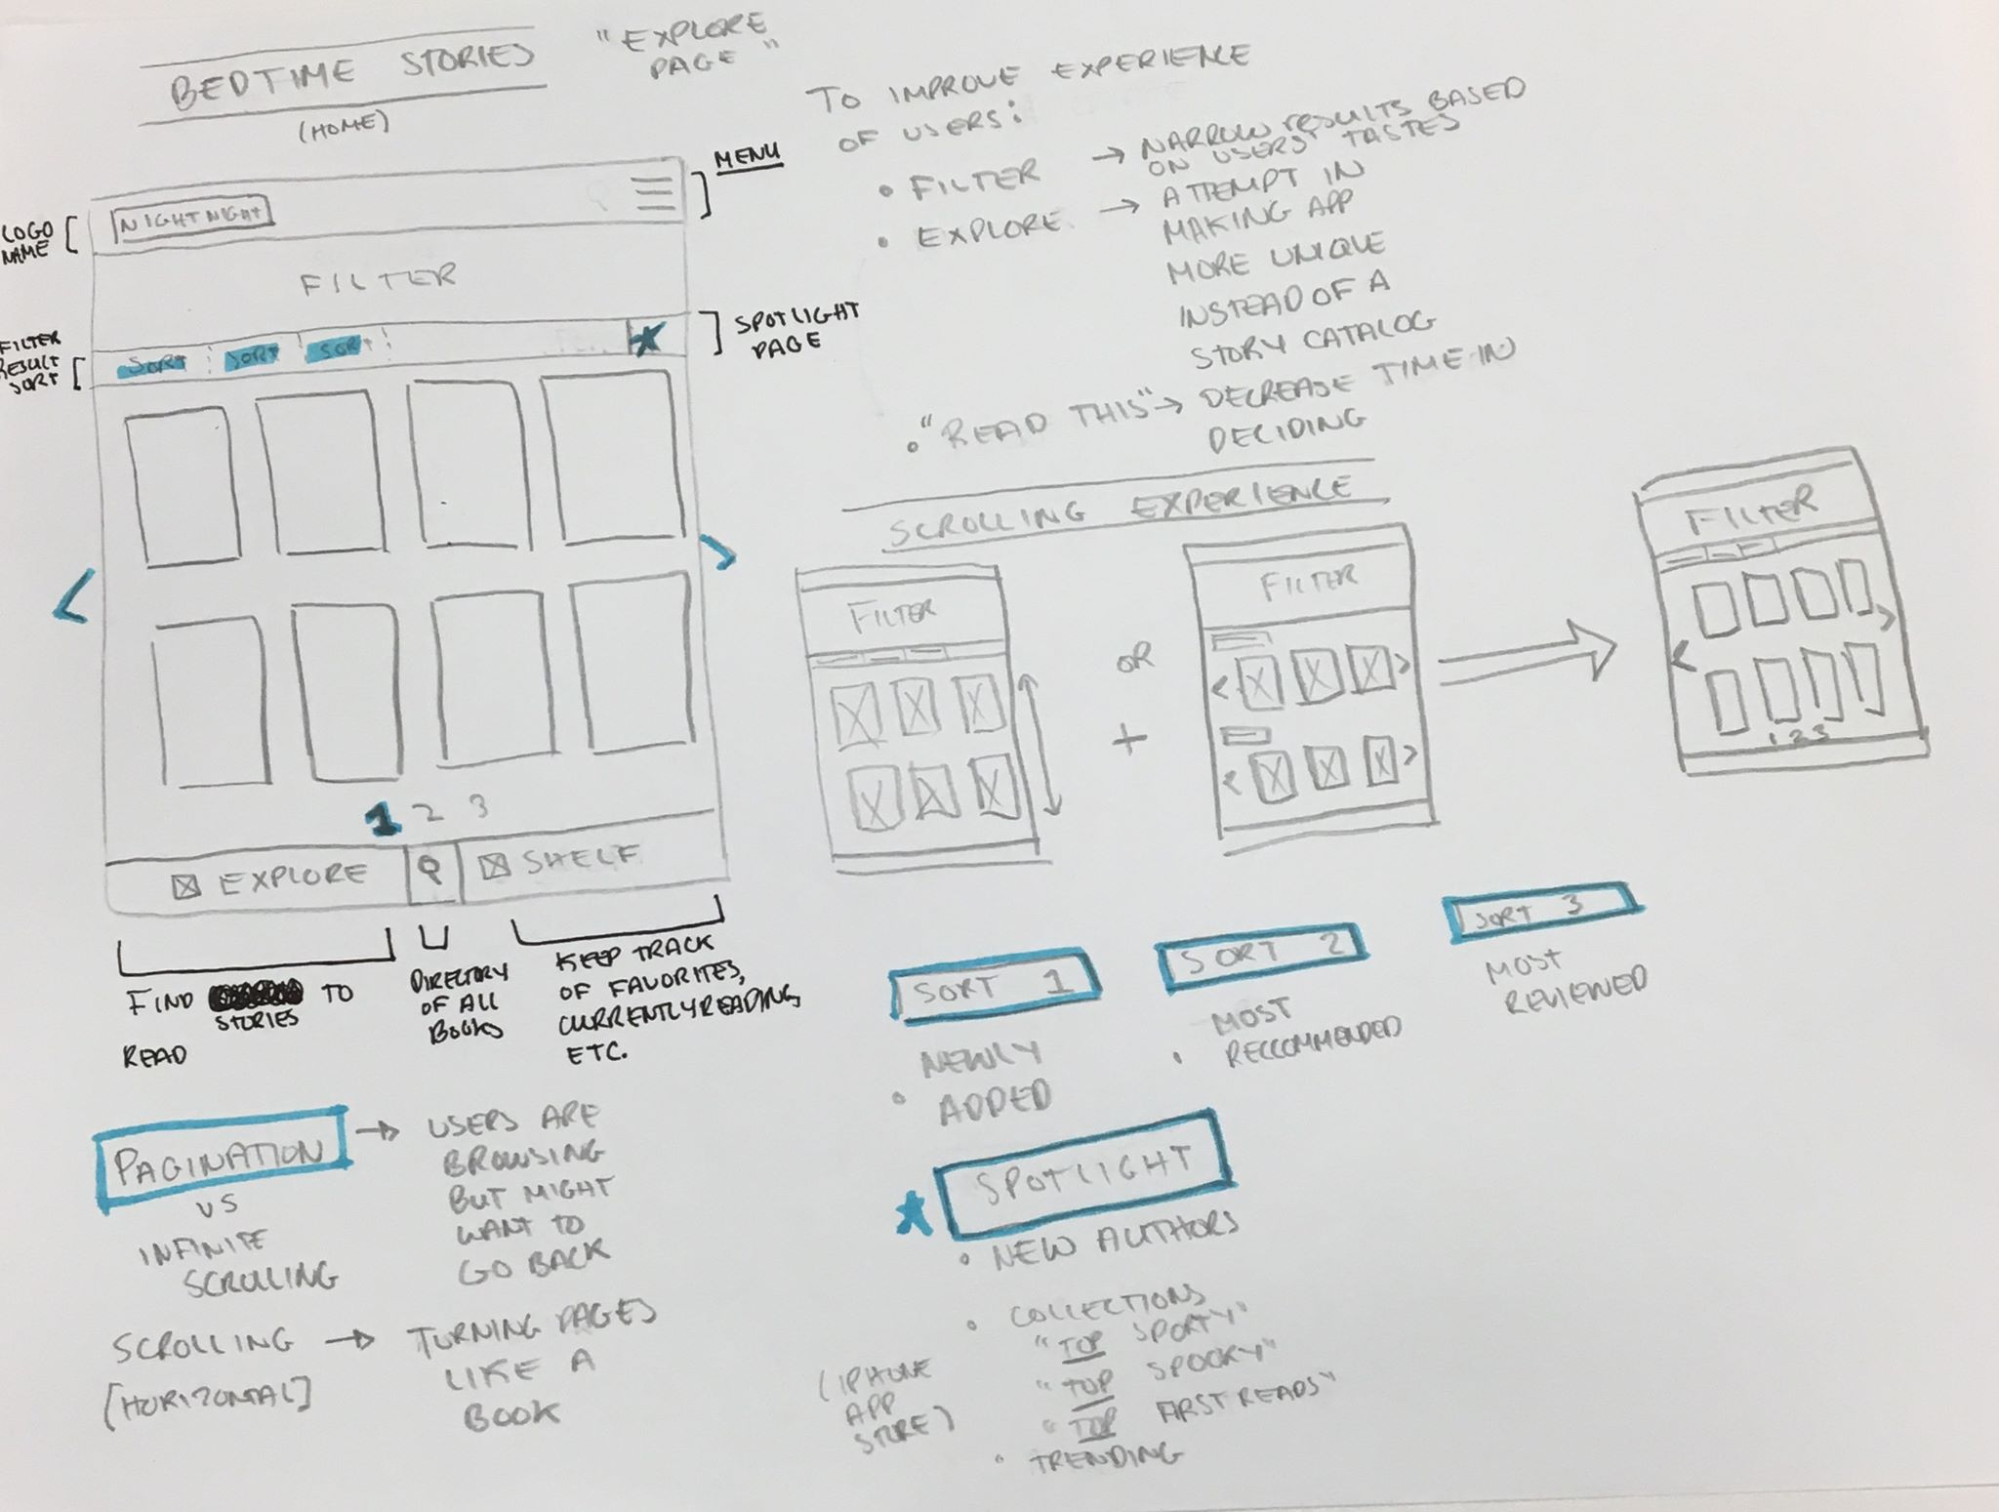 BEDTIME STORIES
(HOME)
"EXPLORE
PAGE"
MENU
LOGO
NAME
NIGHTNIGHT
FILTER
FILTER
RESULT
SORT
SORT SORT SORT
SPOTLIGHT
PAGE
< >
1 2 3
EXPLORE
SHELF
FIND STORIES TO
READ
DIRECTORY
OF ALL
BOOKS
KEEP TRACK
OF FAVORITES,
CURRENTLY READING,
ETC.
TO IMPROVE EXPERIENCE
OF USERS:
• FILTER → NARROW RESULTS BASED
ON USERS' TASTES
• EXPLORE → ATTEMPT IN
MAKING APP
MORE UNIQUE
INSTEAD OF A
STORY CATALOG
• "READ THIS" → DECREASE TIME IN
DECIDING
SCROLLING EXPERIENCE
FILTER
OR
+
FILTER
< >
< >
FILTER
< >
1 2 3
SORT 1
• NEWLY
ADDED
SORT 2
• MOST
RECCOMMENDED
SORT 3
MOST
REVIEWED
PAGINATION → USERS ARE
BROWSING
BUT MIGHT
WANT TO
GO BACK
VS
INFINITE
SCROLLING
SCROLLING → TURNING PAGES
[HORIZONTAL]
LIKE A
BOOK
SPOTLIGHT
• NEW AUTHORS
• COLLECTIONS
"TOP SPORTY"
"TOP SPOOKY"
"TOP FIRST READS"
(IPHONE
APP
STORE)
• TRENDING